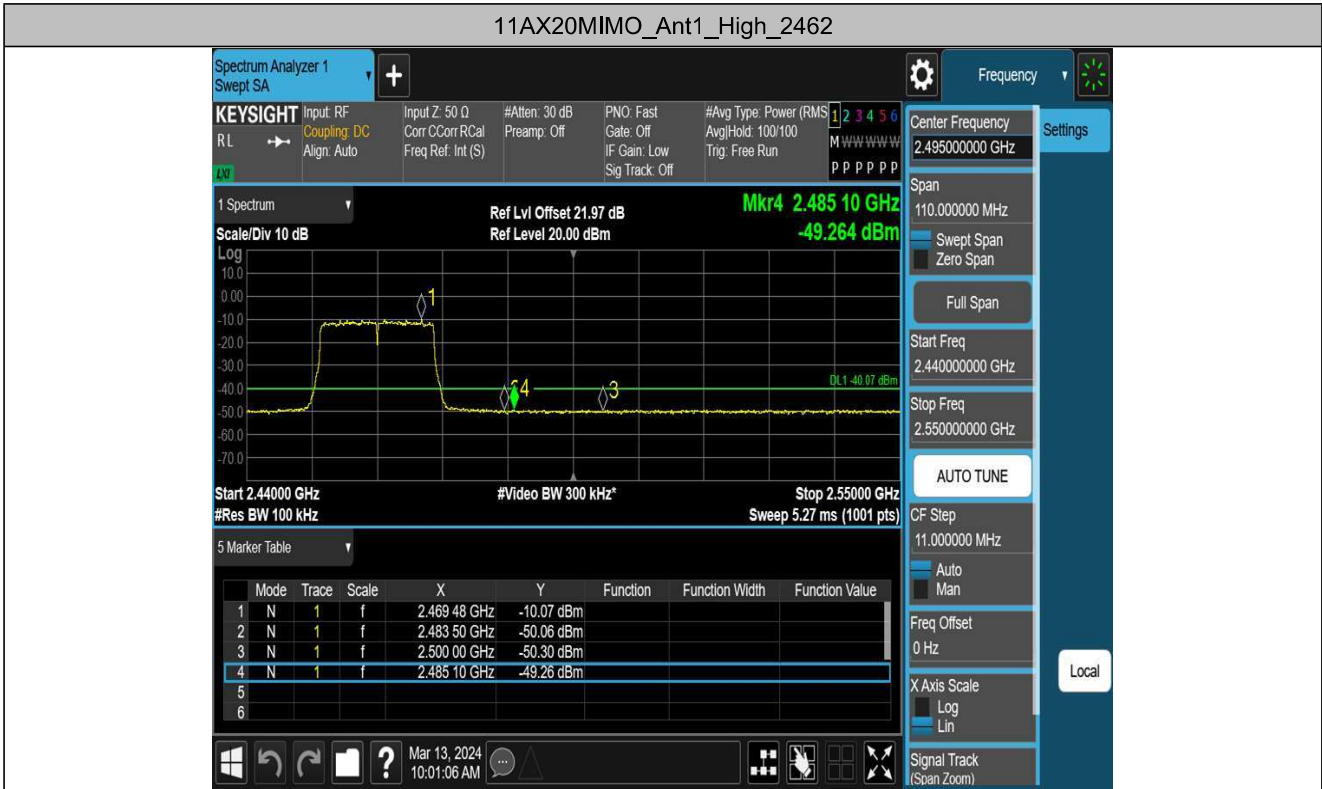 11AX20MIMO_Ant1_High_2462
Spectrum Analyzer 1
Swept SA
+
Frequency
KEYSIGHT
RL
LXI
Input: RF
Coupling: DC
Align: Auto
Input Z: 50 Ω
Corr CCorr RCal
Freq Ref: Int (S)
#Atten: 30 dB
Preamp: Off
PNO: Fast
Gate: Off
IF Gain: Low
Sig Track: Off
#Avg Type: Power (RMS
Avg|Hold: 100/100
Trig: Free Run
1 2 3 4 5 6
M W W W W W
P P P P P P
1 Spectrum
Scale/Div 10 dB
Ref Lvl Offset 21.97 dB
Ref Level 20.00 dBm
Mkr4 2.485 10 GHz
-49.264 dBm
Log
10.0
0.00
-10.0
-20.0
-30.0
-40.0
-50.0
-60.0
-70.0
1
4
3
DL1 -40.07 dBm
Start 2.44000 GHz
#Video BW 300 kHz*
Stop 2.55000 GHz
#Res BW 100 kHz
Sweep 5.27 ms (1001 pts)
5 Marker Table
Mode Trace Scale X Y Function Function Width Function Value
1 N 1 f 2.469 48 GHz -10.07 dBm
2 N 1 f 2.483 50 GHz -50.06 dBm
3 N 1 f 2.500 00 GHz -50.30 dBm
4 N 1 f 2.485 10 GHz -49.26 dBm
5
6
?
Mar 13, 2024
10:01:06 AM
Center Frequency
2.495000000 GHz
Settings
Span
110.000000 MHz
Swept Span
Zero Span
Full Span
Start Freq
2.440000000 GHz
Stop Freq
2.550000000 GHz
AUTO TUNE
CF Step
11.000000 MHz
Auto
Man
Freq Offset
0 Hz
Local
X Axis Scale
Log
Lin
Signal Track
(Span Zoom)